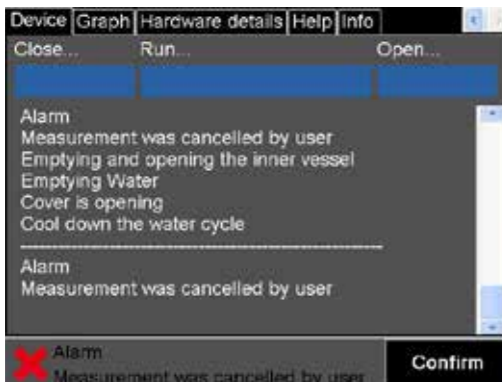 Device Graph Hardware details Help Info
Close... Run... Open...
Alarm
Measurement was cancelled by user
Emptying and opening the inner vessel
Emptying Water
Cover is opening
Cool down the water cycle
Alarm
Measurement was cancelled by user
Alarm
Measurement was cancelled by user
Confirm